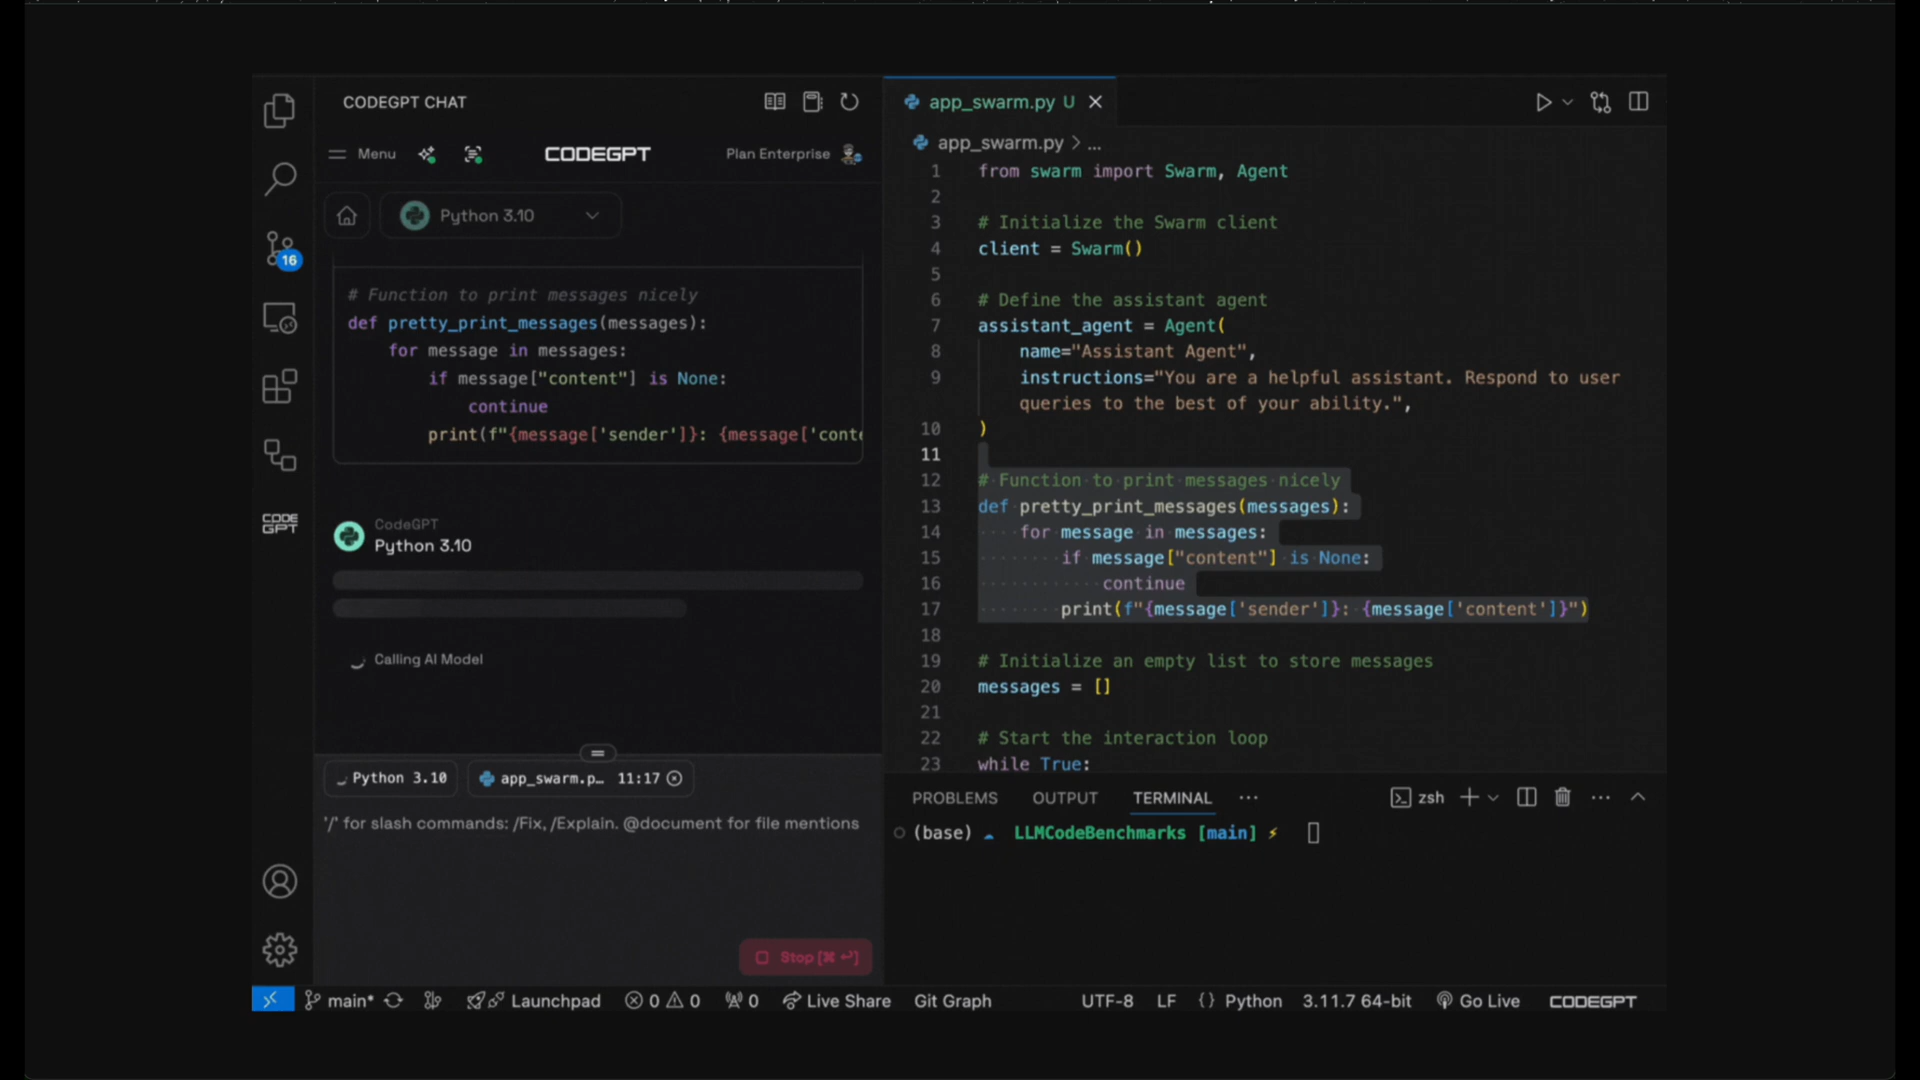 CODEGPT CHAT
Menu
CODEGPT
Plan Enterprise
Python 3.10
# Function to print messages nicely
def pretty_print_messages(messages):
for message in messages:
if message["content"] is None:
continue
print(f"{message['sender']}: {message['conte
CodeGPT
Python 3.10
Calling AI Model
Python 3.10
app_swarm.p… 11:17
'/' for slash commands: /Fix, /Explain. @document for file mentions
Stop [⌘ ↵]
16
CODE
GPT
app_swarm.py U
app_swarm.py > ...
1 from swarm import Swarm, Agent
2
3 # Initialize the Swarm client
4 client = Swarm()
5
6 # Define the assistant agent
7 assistant_agent = Agent(
8 name="Assistant Agent",
9 instructions="You are a helpful assistant. Respond to user
queries to the best of your ability.",
10 )
11
12 # Function to print messages nicely
13 def pretty_print_messages(messages):
14 for message in messages:
15 if message["content"] is None:
16 continue
17 print(f"{message['sender']}: {message['content']}")
18
19 # Initialize an empty list to store messages
20 messages = []
21
22 # Start the interaction loop
23 while True:
PROBLEMS OUTPUT TERMINAL ...
zsh
(base) LLMCodeBenchmarks [main] ⚡
main* Launchpad 0 0 0 Live Share Git Graph
UTF-8 LF {} Python 3.11.7 64-bit Go Live CODEGPT